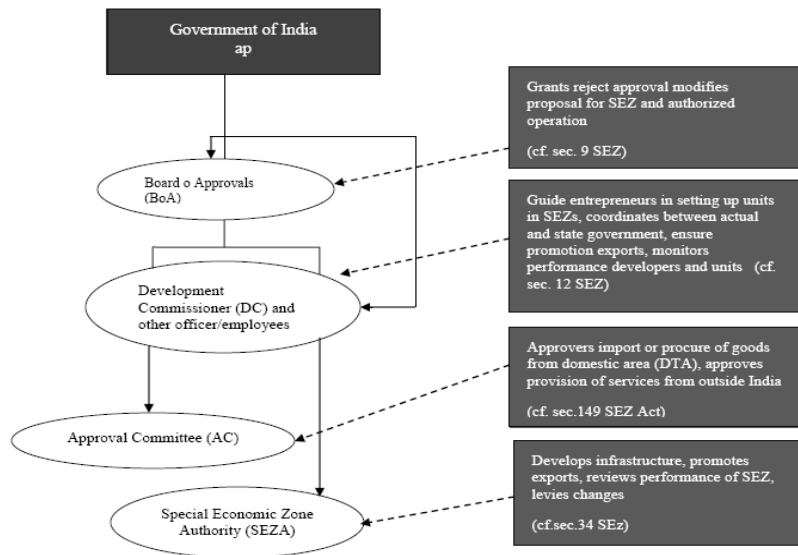 Government of India
ap
Grants reject approval modifies
proposal for SEZ and authorized
operation
(cf. sec. 9 SEZ)
Board o Approvals
(BoA)
Guide entrepreneurs in setting up units
in SEZs, coordinates between actual
and state government, ensure
promotion exports, monitors
performance developers and units (cf.
sec. 12 SEZ)
Development
Commissioner (DC) and
other officer/employees
Approvers import or procure of goods
from domestic area (DTA), approves
provision of services from outside India
(cf. sec.149 SEZ Act)
Approval Committee (AC)
Develops infrastructure, promotes
exports, reviews performance of SEZ,
levies changes
(cf.sec.34 SEz)
Special Economic Zone
Authority (SEZA)